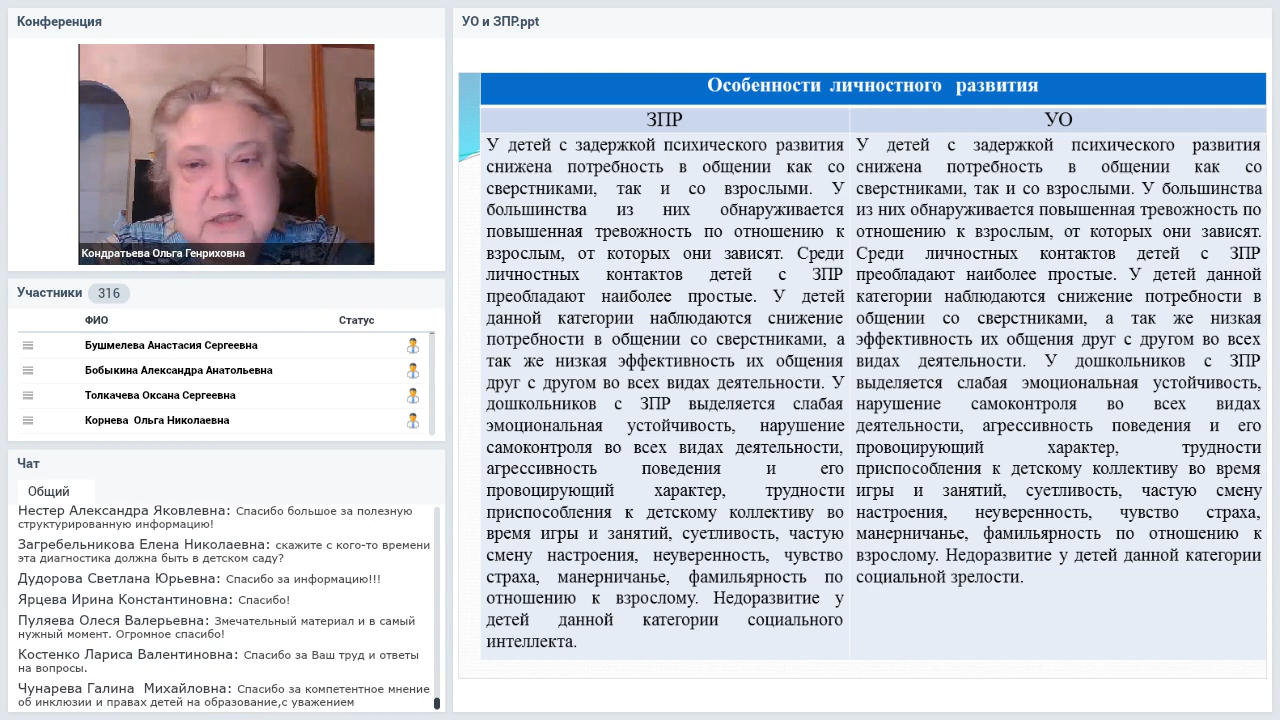 Конференция
Кондратьева Ольга Генриховна
Участники 316
ФИО Статус
Бушмелева Анастасия Сергеевна
Бобыкина Александра Анатольевна
Толкачева Оксана Сергеевна
Корнева Ольга Николаевна
Чат
Общий
Нестер Александра Яковлевна: Спасибо большое за полезную
структурированную информацию!
Загребельникова Елена Николаевна: скажите с кого-то времени
эта диагностика должна быть в детском саду?
Дудорова Светлана Юрьевна: Спасибо за информацию!!!
Ярцева Ирина Константиновна: Спасибо!
Пуляева Олеся Валерьевна: Змечательный материал и в самый
нужный момент. Огромное спасибо!
Костенко Лариса Валентиновна: Спасибо за Ваш труд и ответы
на вопросы.
Чунарева Галина Михайловна: Спасибо за компетентное мнение
об инклюзии и правах детей на образование,с уважением
УО и ЗПР.ppt
Особенности личностного развития
ЗПР
У детей с задержкой психического развития
снижена потребность в общении как со
сверстниками, так и со взрослыми. У
большинства из них обнаруживается
повышенная тревожность по отношению к
взрослым, от которых они зависят. Среди
личностных контактов детей с ЗПР
преобладают наиболее простые. У детей
данной категории наблюдаются снижение
потребности в общении со сверстниками, а
так же низкая эффективность их общения
друг с другом во всех видах деятельности. У
дошкольников с ЗПР выделяется слабая
эмоциональная устойчивость, нарушение
самоконтроля во всех видах деятельности,
агрессивность поведения и его
провоцирующий характер, трудности
приспособления к детскому коллективу во
время игры и занятий, суетливость, частую
смену настроения, неуверенность, чувство
страха, манерничанье, фамильярность по
отношению к взрослому. Недоразвитие у
детей данной категории социального
интеллекта.
УО
У детей с задержкой психического развития
снижена потребность в общении как со
сверстниками, так и со взрослыми. У большинства
из них обнаруживается повышенная тревожность по
отношению к взрослым, от которых они зависят.
Среди личностных контактов детей с ЗПР
преобладают наиболее простые. У детей данной
категории наблюдаются снижение потребности в
общении со сверстниками, а так же низкая
эффективность их общения друг с другом во всех
видах деятельности. У дошкольников с ЗПР
выделяется слабая эмоциональная устойчивость,
нарушение самоконтроля во всех видах
деятельности, агрессивность поведения и его
провоцирующий характер, трудности
приспособления к детскому коллективу во время
игры и занятий, суетливость, частую смену
настроения, неуверенность, чувство страха,
манерничанье, фамильярность по отношению к
взрослому. Недоразвитие у детей данной категории
социальной зрелости.